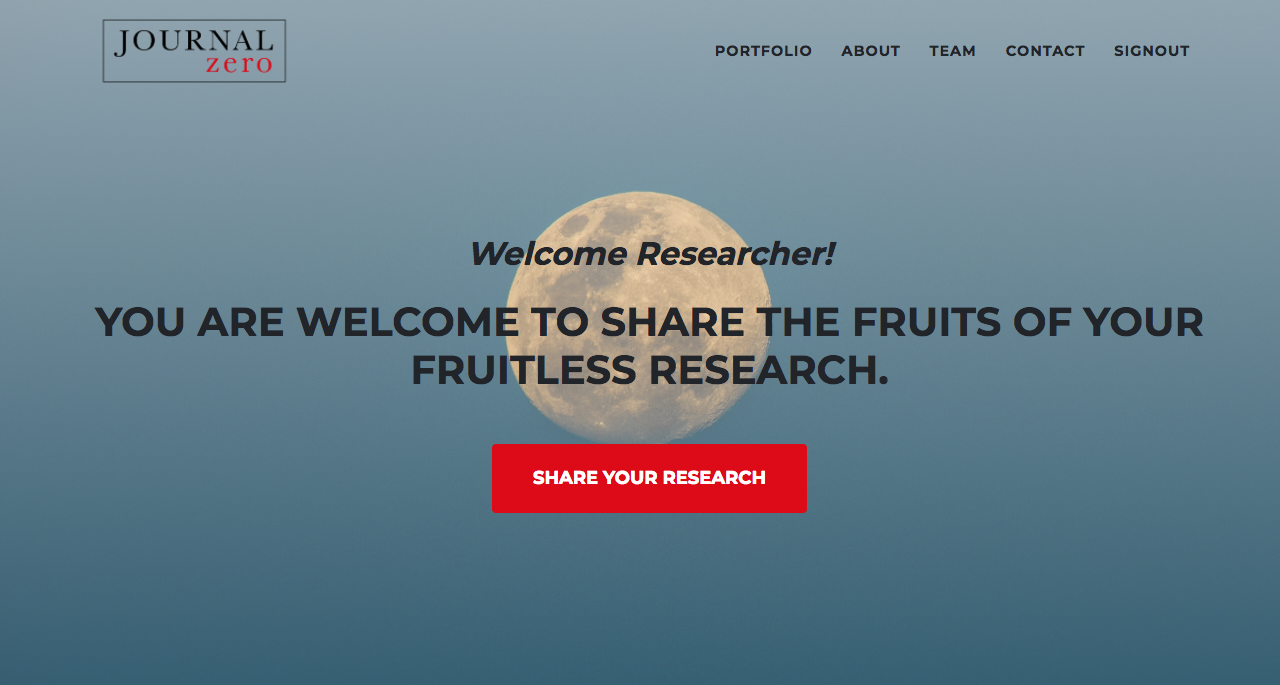 JOURNAL
zero
PORTFOLIO ABOUT TEAM CONTACT SIGNOUT
Welcome Researcher!
YOU ARE WELCOME TO SHARE THE FRUITS OF YOUR
FRUITLESS RESEARCH.
SHARE YOUR RESEARCH